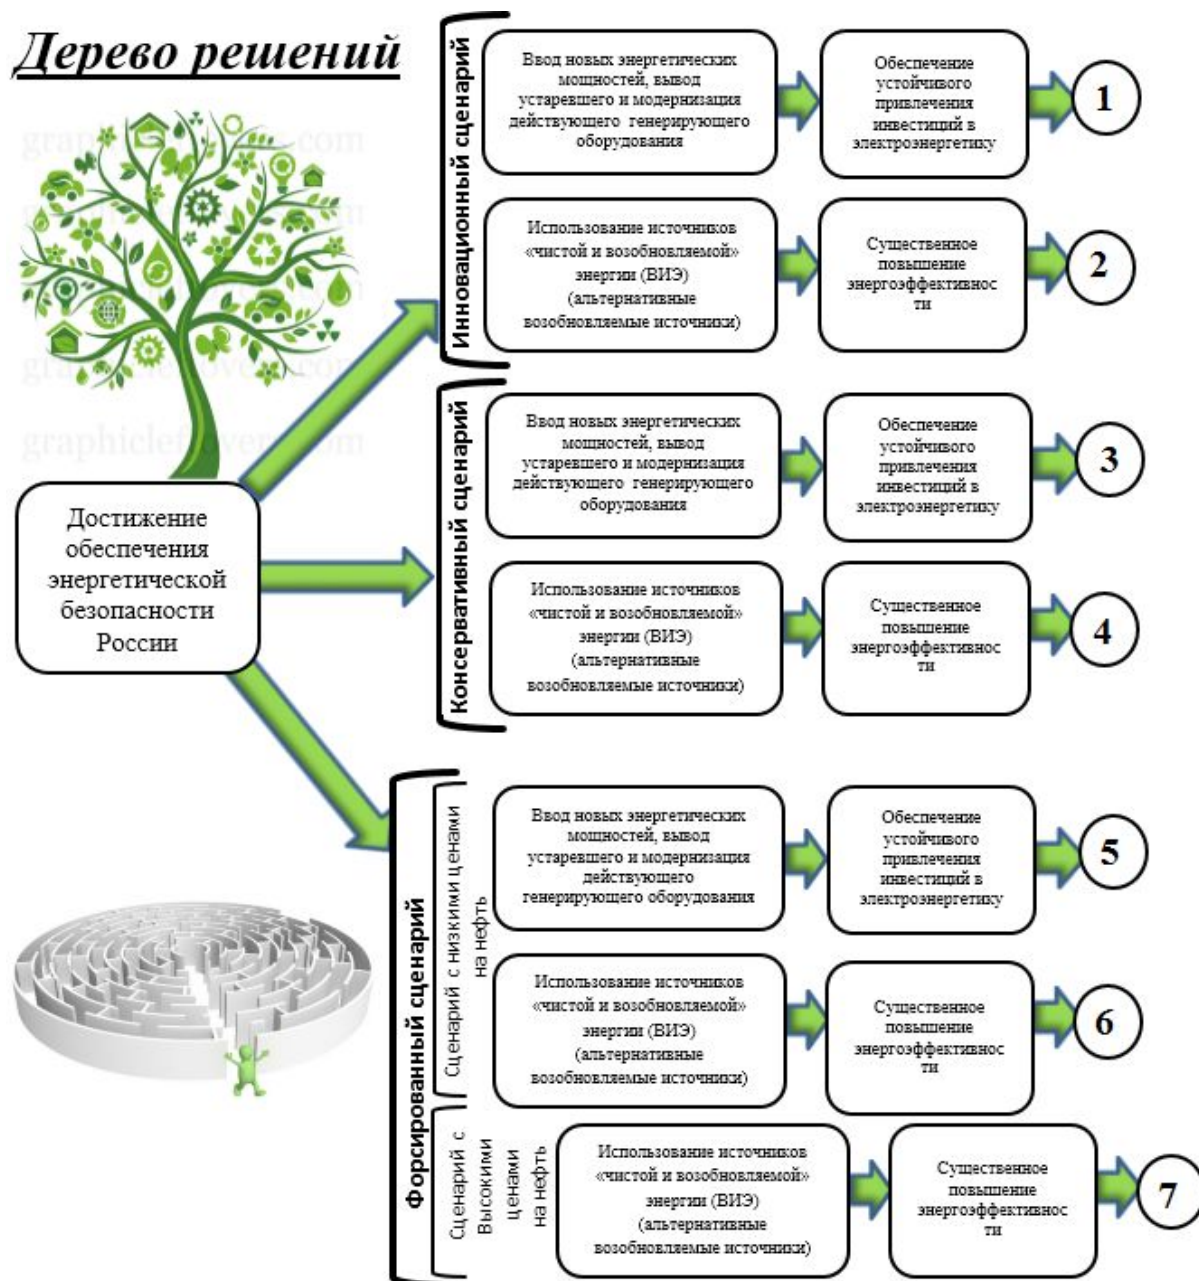 Дерево решений
graphicleftovers.com
Достижение
обеспечения
энергетической
безопасности
России
Инновационный сценарий
Ввод новых энергетических
мощностей, вывод
устаревшего и модернизация
действующего генерирующего
оборудования
Обеспечение
устойчивого
привлечения
инвестиций в
электроэнергетику
1
Использование источников
«чистой и возобновляемой»
энергии (ВИЭ)
(альтернативные
возобновляемые источники)
Существенное
повышение
энергоэффективнос
ти
2
Консервативный сценарий
Ввод новых энергетических
мощностей, вывод
устаревшего и модернизация
действующего генерирующего
оборудования
Обеспечение
устойчивого
привлечения
инвестиций в
электроэнергетику
3
Использование источников
«чистой и возобновляемой»
энергии (ВИЭ)
(альтернативные
возобновляемые источники)
Существенное
повышение
энергоэффективнос
ти
4
Форсированный сценарий
Сценарий с низкими ценами
на нефть
Ввод новых энергетических
мощностей, вывод
устаревшего и модернизация
действующего
генерирующего оборудования
Обеспечение
устойчивого
привлечения
инвестиций в
электроэнергетику
5
Использование источников
«чистой и возобновляемой»
энергии (ВИЭ)
(альтернативные
возобновляемые источники)
Существенное
повышение
энергоэффективнос
ти
6
Сценарий с
Высокими
ценами
на нефть
Использование источников
«чистой и возобновляемой»
энергии (ВИЭ)
(альтернативные
возобновляемые источники)
Существенное
повышение
энергоэффективнос
ти
7